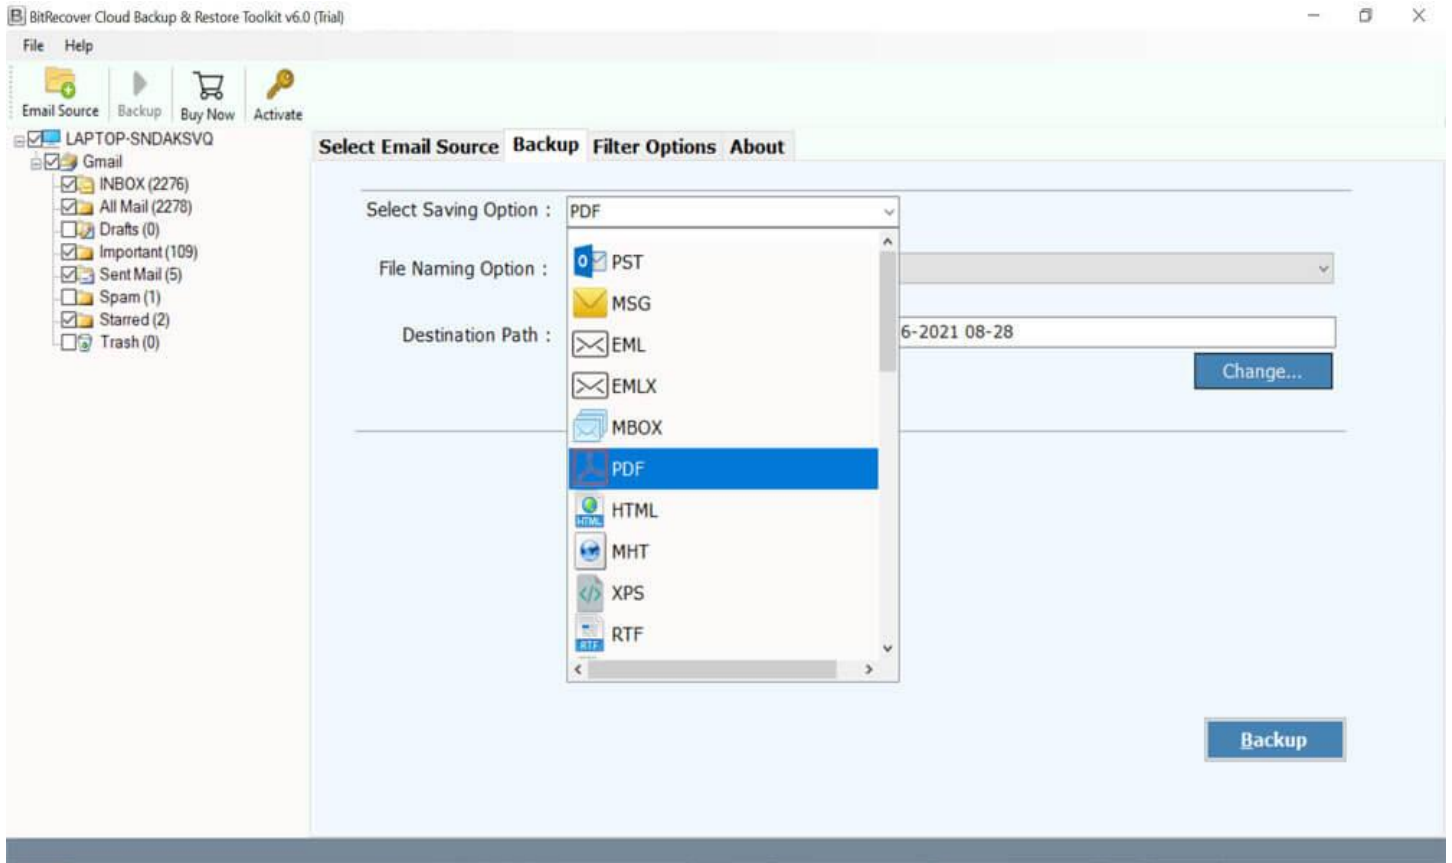 BitRecover Cloud Backup & Restore Toolkit v6.0 (Trial)
File Help
Email Source Backup Buy Now Activate
LAPTOP-SNDAKSVQ
Gmail
INBOX (2276)
All Mail (2278)
Drafts (0)
Important (109)
Sent Mail (5)
Spam (1)
Starred (2)
Trash (0)
Select Email Source Backup Filter Options About
Select Saving Option : PDF
File Naming Option :
Destination Path : 6-2021 08-28
Change...
PST
MSG
EML
EMLX
MBOX
PDF
HTML
MHT
XPS
RTF
Backup